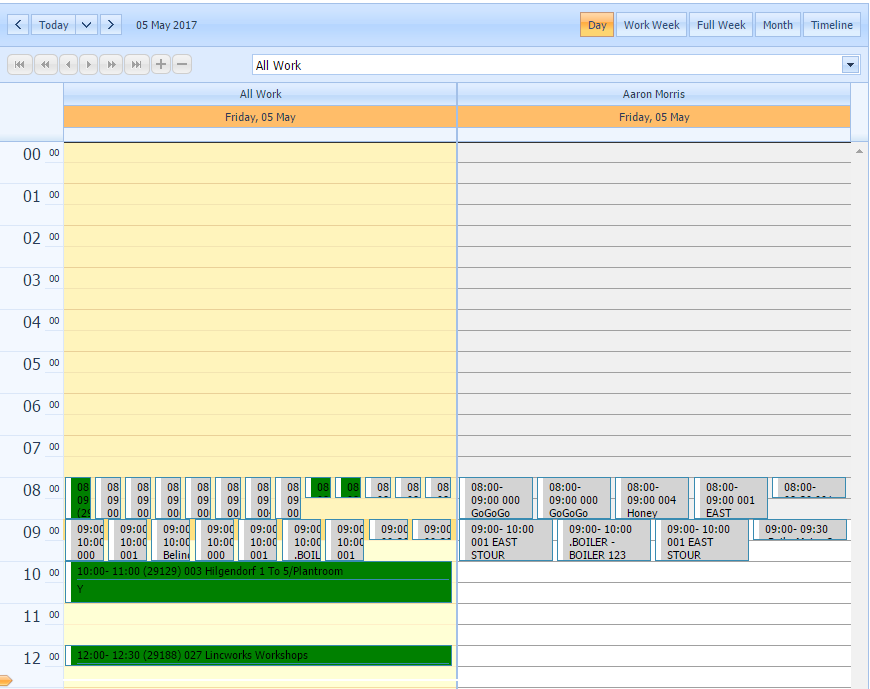 Today
05 May 2017
Day
Work Week
Full Week
Month
Timeline
All Work
All Work
Aaron Morris
Friday, 05 May
Friday, 05 May
00 00
01 00
02 00
03 00
04 00
05 00
06 00
07 00
08 00
08 08 08 08 08 08 08 08 08 08 08 08 08
09 09 09 09 09 09 09 09
08:00-
09:00 000
GoGoGo
08:00-
09:00 000
GoGoGo
08:00-
09:00 004
Honey
08:00-
09:00 001
EAST
08:00-
09 00
09:00
10:00
000
09:00
10:00
001
09:00
10:00
Belin
09:00
10:00
000
09:00
10:00
001
09:00
10:00
.BOIL
09:00
10:00
001
09:00
09:00
09:00- 10:00
001 EAST
STOUR
09:00- 10:00
.BOILER -
BOILER 123
09:00- 10:00
001 EAST
STOUR
09:00- 09:30
10 00
10:00- 11:00 (29129) 003 Hilgendorf 1 To 5/Plantroom
Y
11 00
12 00
12:00- 12:30 (29188) 027 Lincworks Workshops